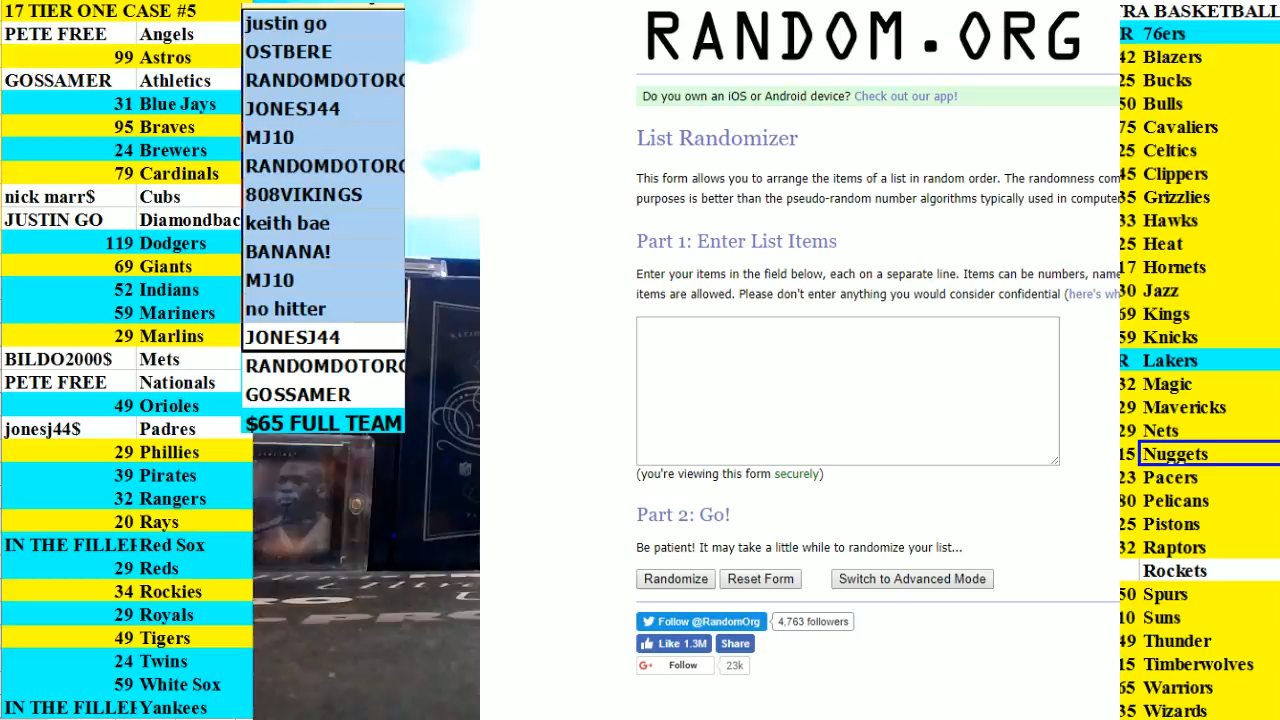 17 TIER ONE CASE #5
PETE FREE Angels
99 Astros
GOSSAMER Athletics
31 Blue Jays
95 Braves
24 Brewers
79 Cardinals
nick marr$ Cubs
JUSTIN GO Diamondbac
119 Dodgers
69 Giants
52 Indians
59 Mariners
29 Marlins
BILDO2000$ Mets
PETE FREE Nationals
49 Orioles
jonesj44$ Padres
29 Phillies
39 Pirates
32 Rangers
20 Rays
IN THE FILLER Red Sox
29 Reds
34 Rockies
29 Royals
49 Tigers
24 Twins
59 White Sox
IN THE FILLER Yankees
justin go
OSTBERE
RANDOMDOTORG
JONESJ44
MJ10
RANDOMDOTORG
808VIKINGS
keith bae
BANANA!
MJ10
no hitter
JONESJ44
RANDOMDOTORG
GOSSAMER
$65 FULL TEAM
RANDOM.ORG
Do you own an iOS or Android device? Check out our app!
List Randomizer
This form allows you to arrange the items of a list in random order. The randomness com
purposes is better than the pseudo-random number algorithms typically used in compute
Part 1: Enter List Items
Enter your items in the field below, each on a separate line. Items can be numbers, name
items are allowed. Please don't enter anything you would consider confidential (here's wh
(you're viewing this form securely)
Part 2: Go!
Be patient! It may take a little while to randomize your list...
Randomize Reset Form Switch to Advanced Mode
Follow @RandomOrg 4,763 followers
Like 1.3M Share
G+ Follow 23k
TRA BASKETBALL
R 76ers
42 Blazers
25 Bucks
50 Bulls
75 Cavaliers
25 Celtics
45 Clippers
35 Grizzlies
33 Hawks
25 Heat
17 Hornets
30 Jazz
69 Kings
59 Knicks
R Lakers
32 Magic
29 Mavericks
29 Nets
15 Nuggets
23 Pacers
80 Pelicans
25 Pistons
32 Raptors
Rockets
50 Spurs
10 Suns
49 Thunder
15 Timberwolves
65 Warriors
35 Wizards